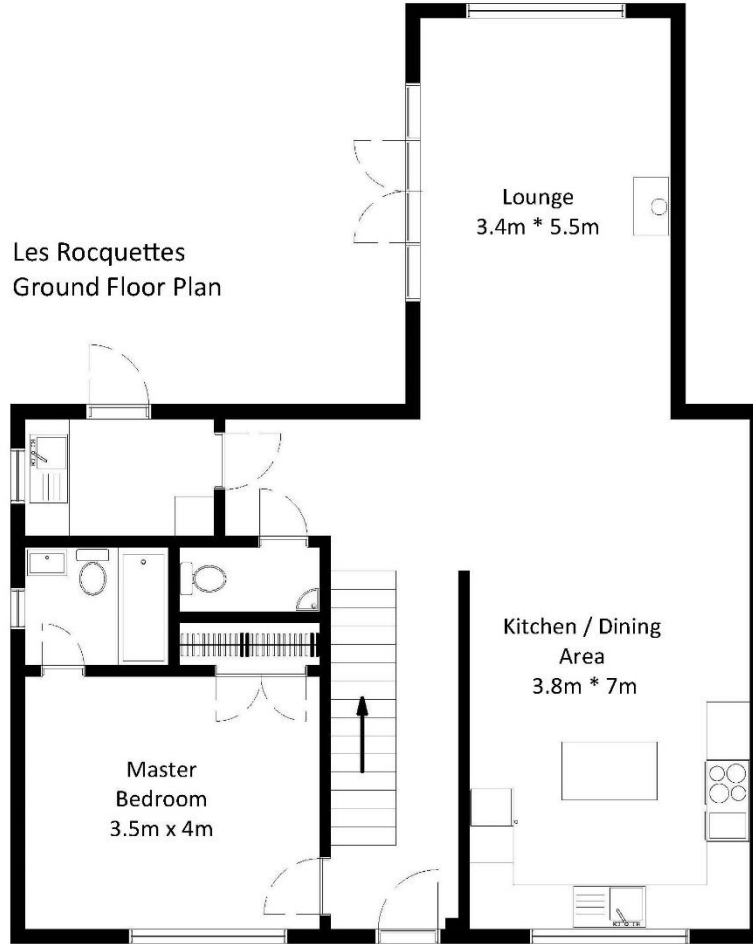 Lounge
3.4m * 5.5m
Les Rocquettes
Ground Floor Plan
Kitchen / Dining
Area
3.8m * 7m
Master
Bedroom
3.5m x 4m